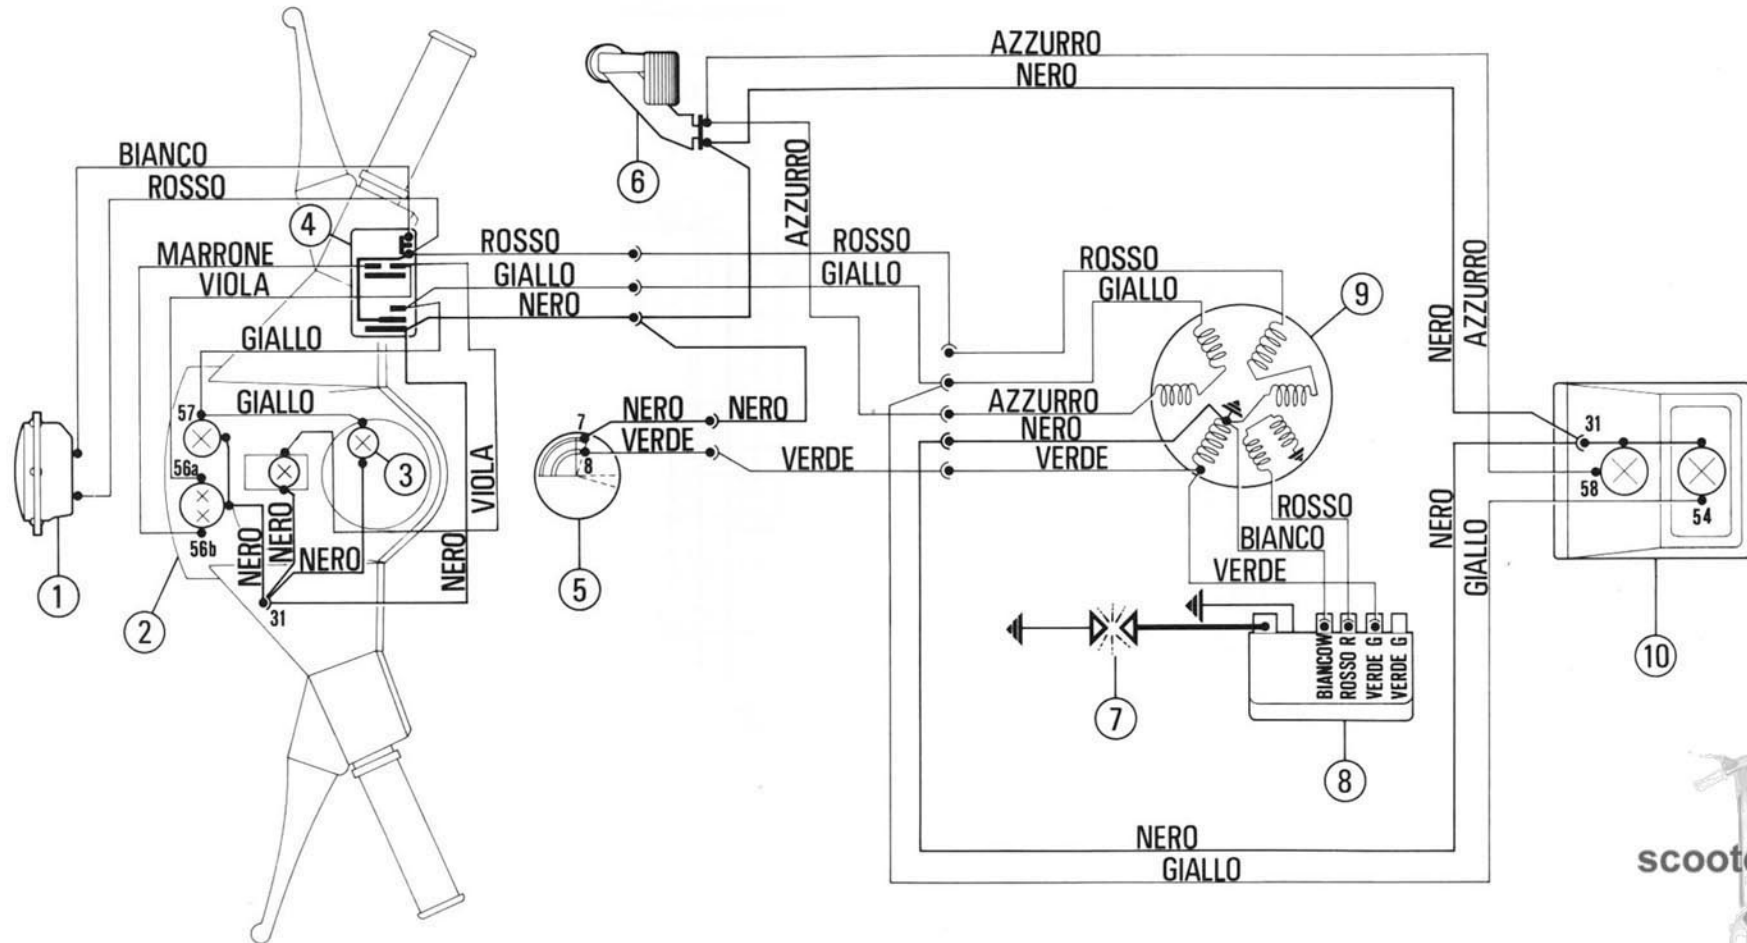 AZZURRO
NERO
BIANCO
ROSSO
6
AZZURRO
4
MARRONE
ROSSO
ROSSO
VIOLA
GIALLO
GIALLO
NERO
ROSSO
GIALLO
9
GIALLO
NERO
AZZURRO
57
GIALLO
NERO
7
NERO
AZZURRO
NERO
VERDE
8
VERDE
VERDE
3
56a
VIOLA
31
58
54
56b
NERO
NERO
NERO
NERO
31
1
2
5
ROSSO
BIANCO
VERDE
NERO
GIALLO
BIANCO W
ROSSO R
VERDE G
VERDE G
7
8
10
NERO
GIALLO